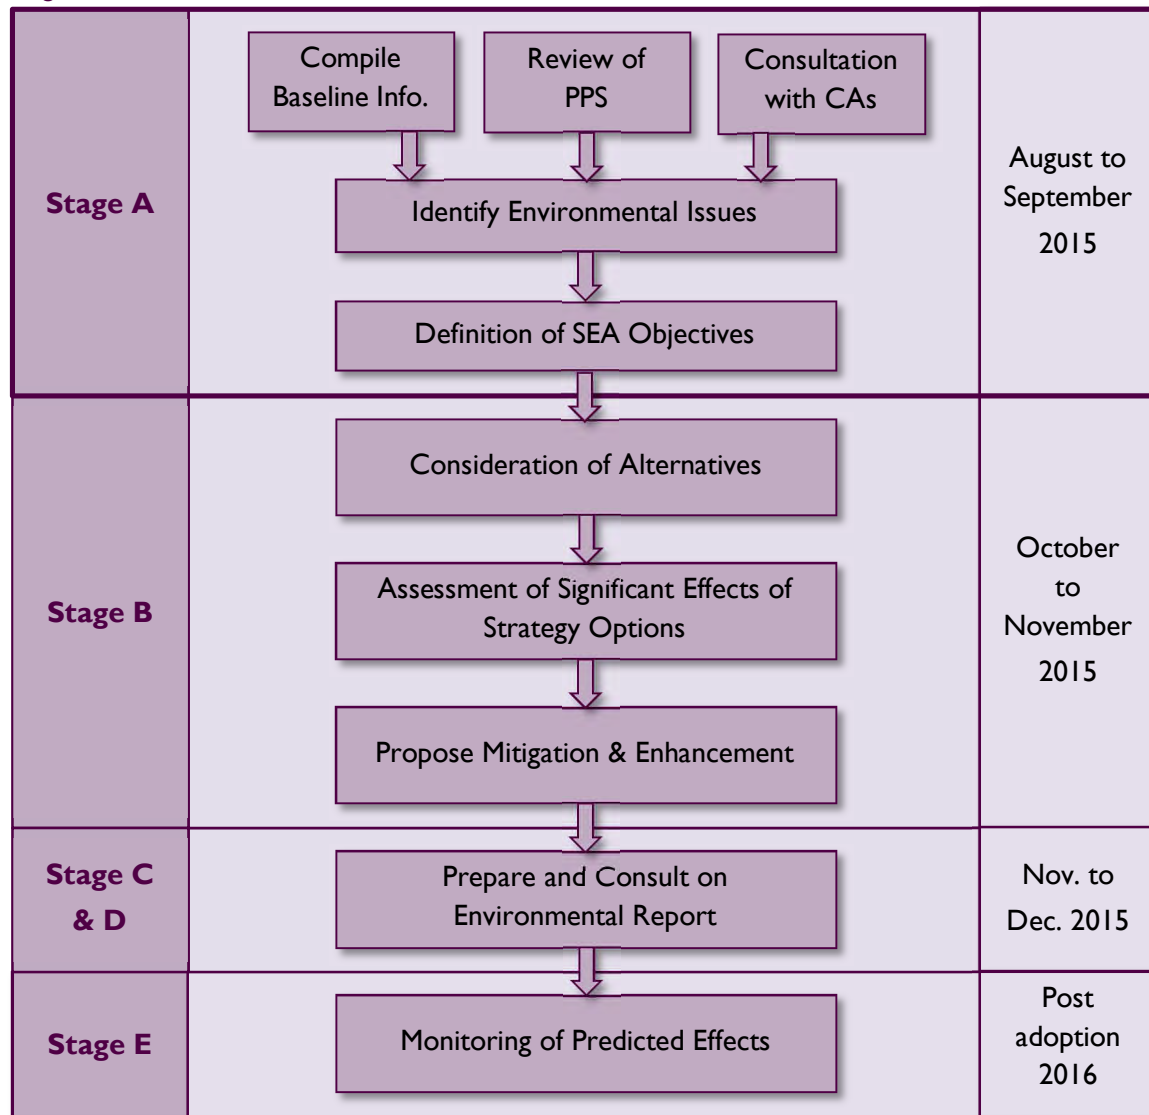 Compile
Baseline Info.
Review of
PPS
Consultation
with CAs
Stage A
Identify Environmental Issues
August to
September
2015
Definition of SEA Objectives
Consideration of Alternatives
Stage B
Assessment of Significant Effects of
Strategy Options
October
to
November
2015
Propose Mitigation & Enhancement
Stage C
& D
Prepare and Consult on
Environmental Report
Nov. to
Dec. 2015
Stage E
Monitoring of Predicted Effects
Post
adoption
2016